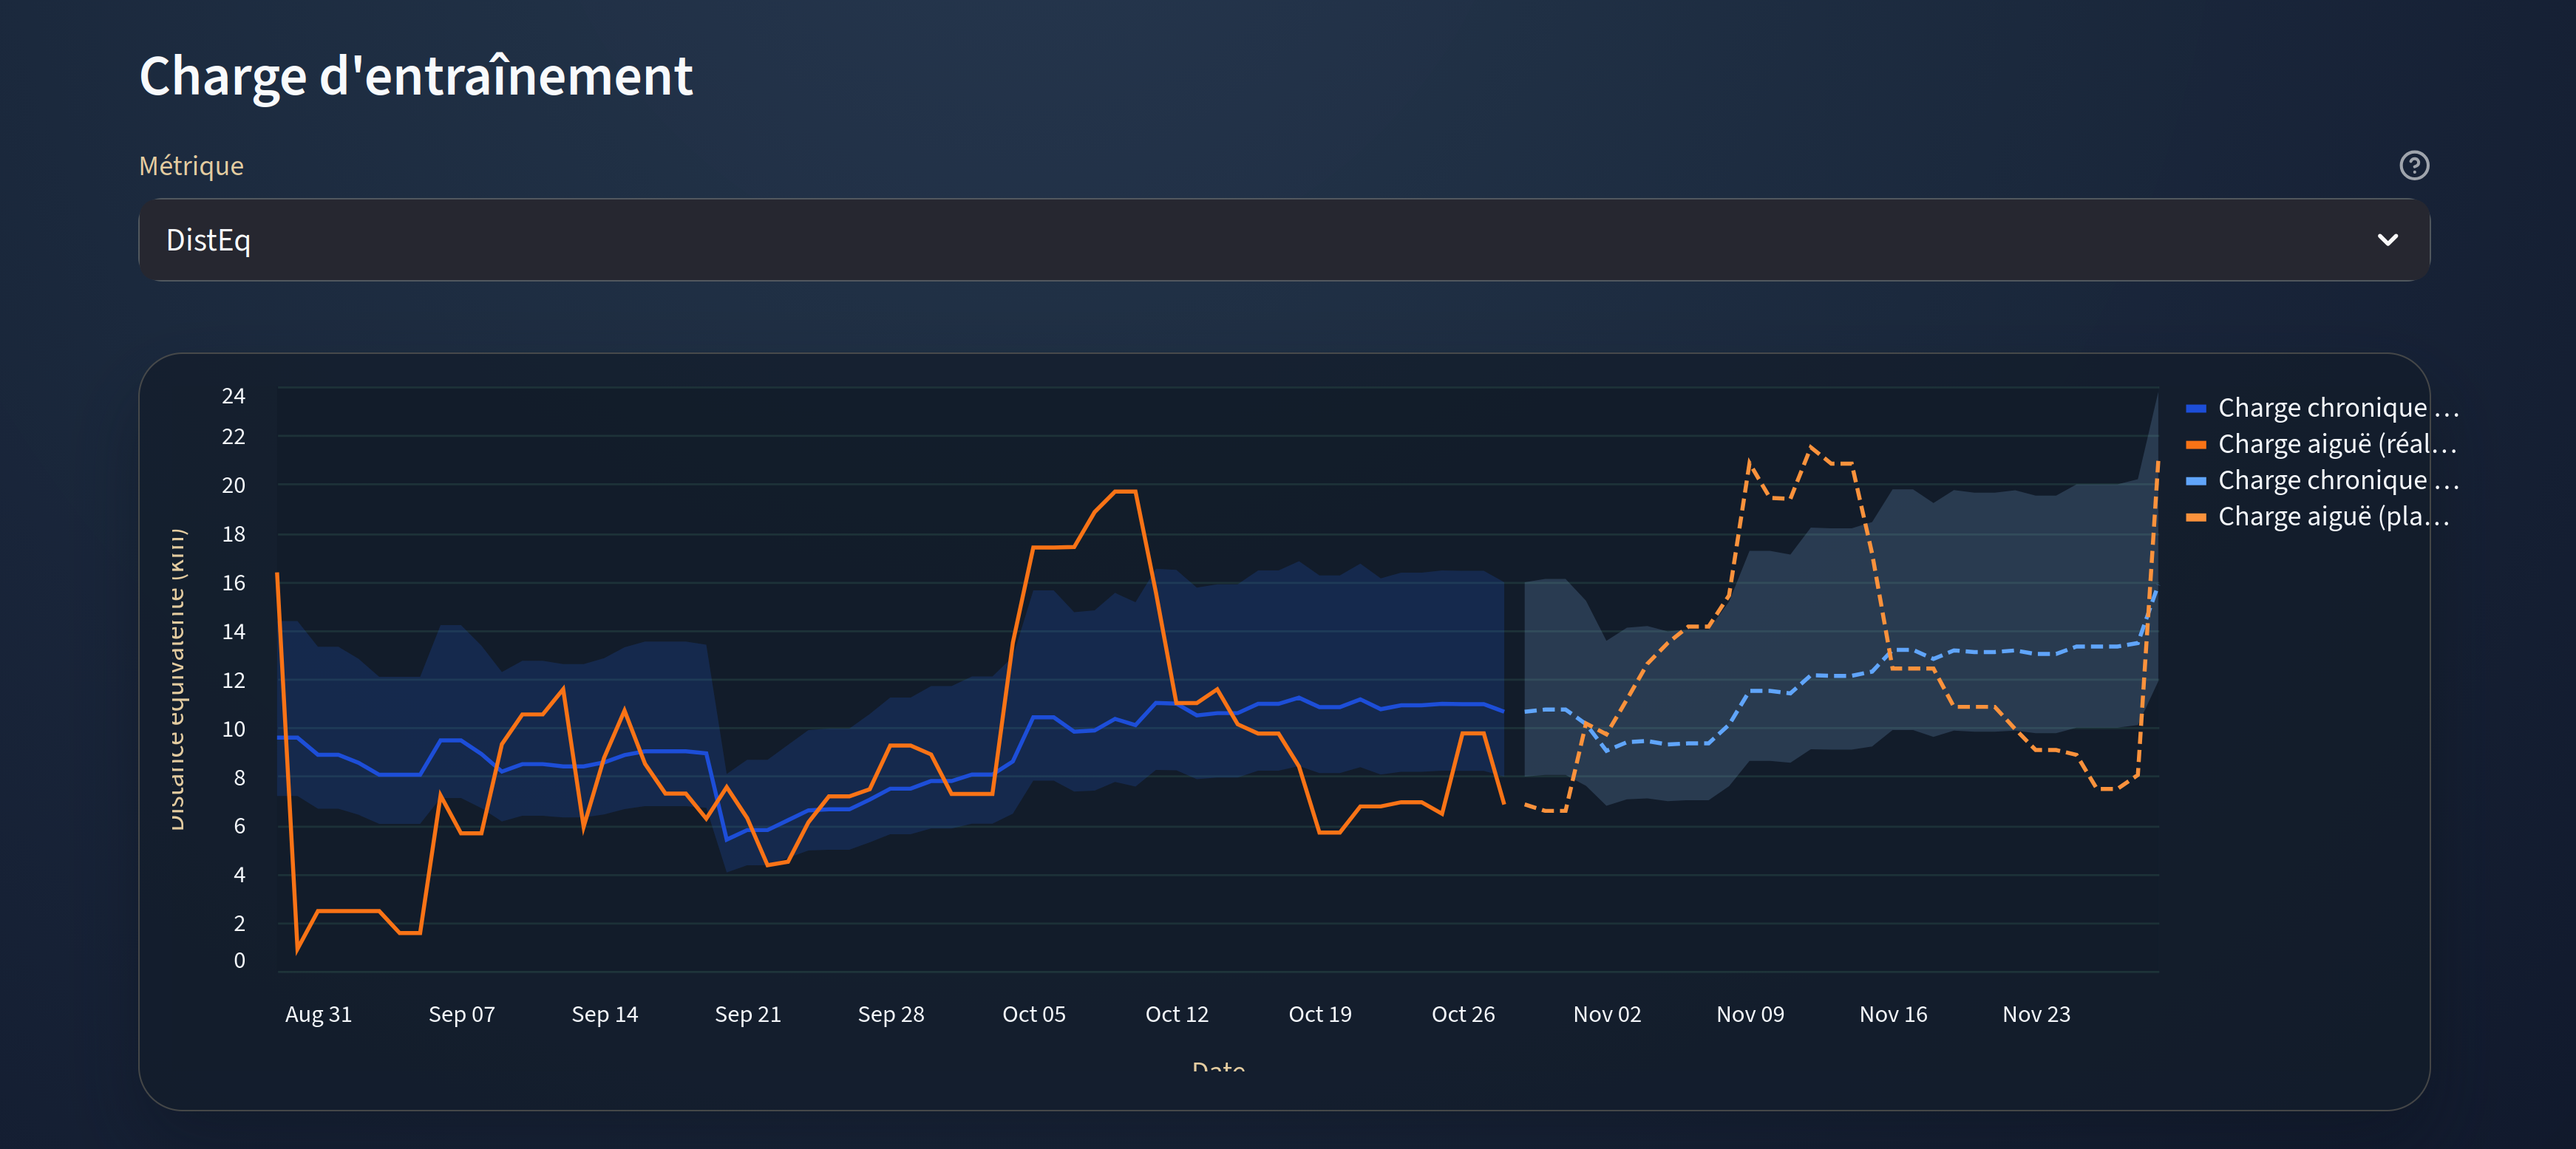 Charge d'entraînement
Métrique
DistEq
24
22
20
18
16
14
12
10
8
6
4
2
0
Distance équivalente (km)
Aug 31 Sep 07 Sep 14 Sep 21 Sep 28 Oct 05 Oct 12 Oct 19 Oct 26 Nov 02 Nov 09 Nov 16 Nov 23
Date
Charge chronique ...
Charge aiguë (réal...
Charge chronique ...
Charge aiguë (pla...